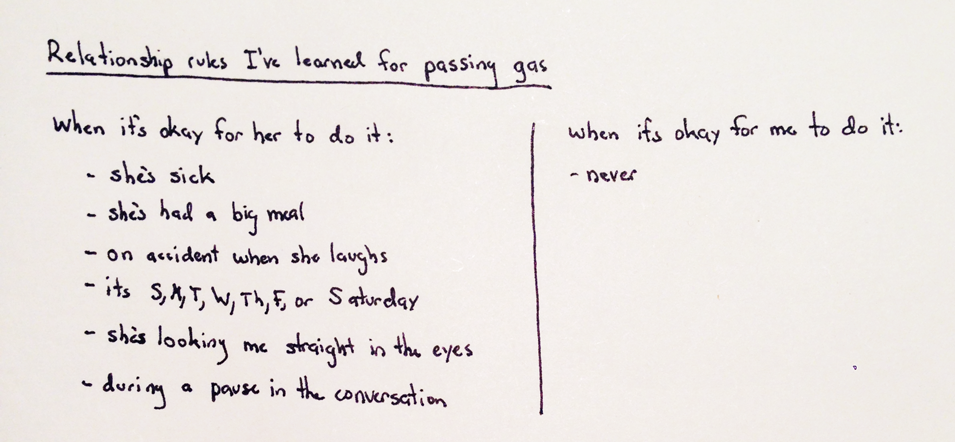 Relationship rules I've learned for passing gas
When it's okay for her to do it:
- she's sick
- she's had a big meal
- on accident when she laughs
- its S, M, T, W, Th, F, or Saturday
- she's looking me straight in the eyes
- during a pause in the conversation
when it's okay for me to do it:
- never